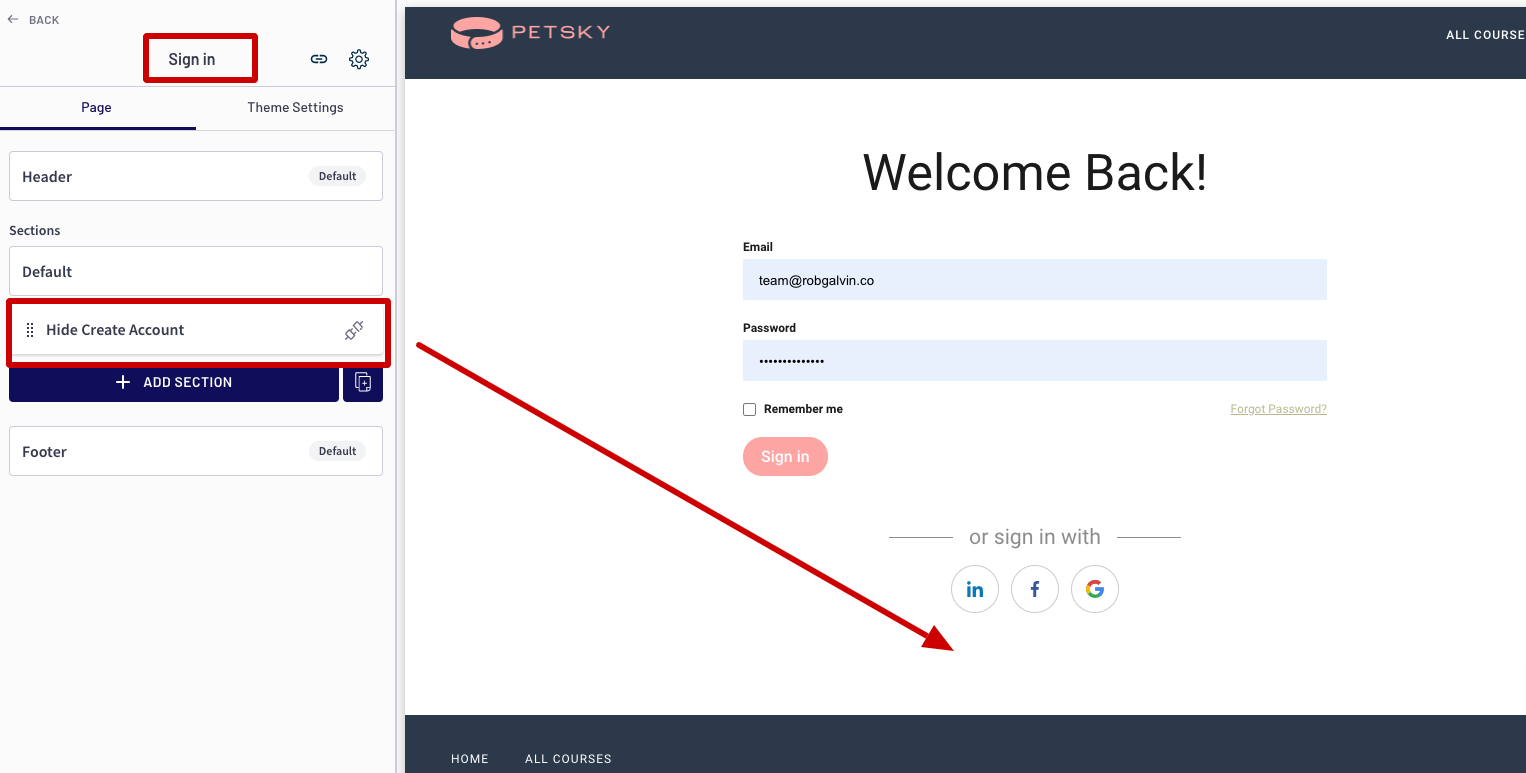 BACK
Sign in
Page
Theme Settings
Header
Default
Sections
Default
Hide Create Account
ADD SECTION
Footer
Default
PETSKY
ALL COURSE
Welcome Back!
Email
team@robgalvin.co
Password
••••••••••••••
Remember me
Forgot Password?
Sign in
or sign in with
in
f
G
HOME
ALL COURSES